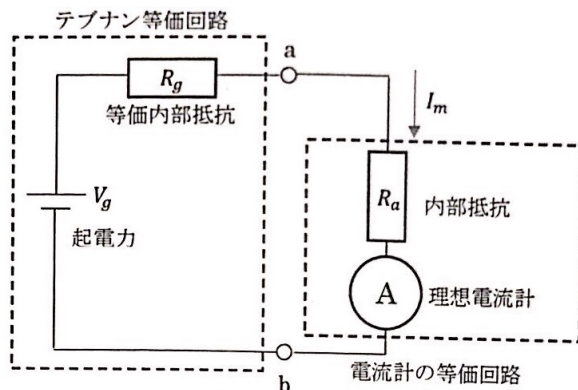 テブナン等価回路
a
R_g
I_m
等価内部抵抗
V_g
R_a
内部抵抗
起電力
A
理想電流計
電流計の等価回路
b